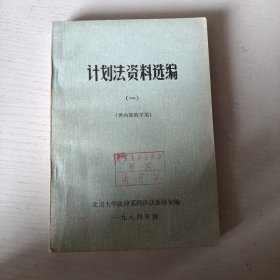 计划法资料选编
(一)
(供内部教学用)
北京大学法律系经济法教研室编
一九八四年秋